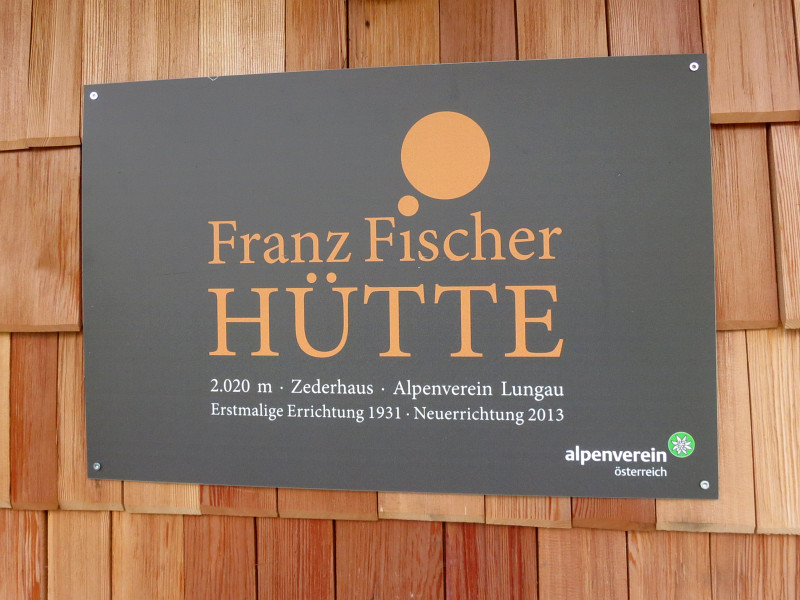 Franz Fischer
HÜTTE
2.020 m · Zederhaus · Alpenverein Lungau
Erstmalige Errichtung 1931 · Neuerrichtung 2013
alpenverein
österreich